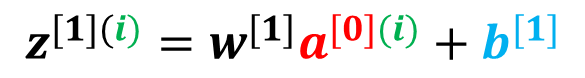 z[1](i) = w[1]a[0](i) + b[1]